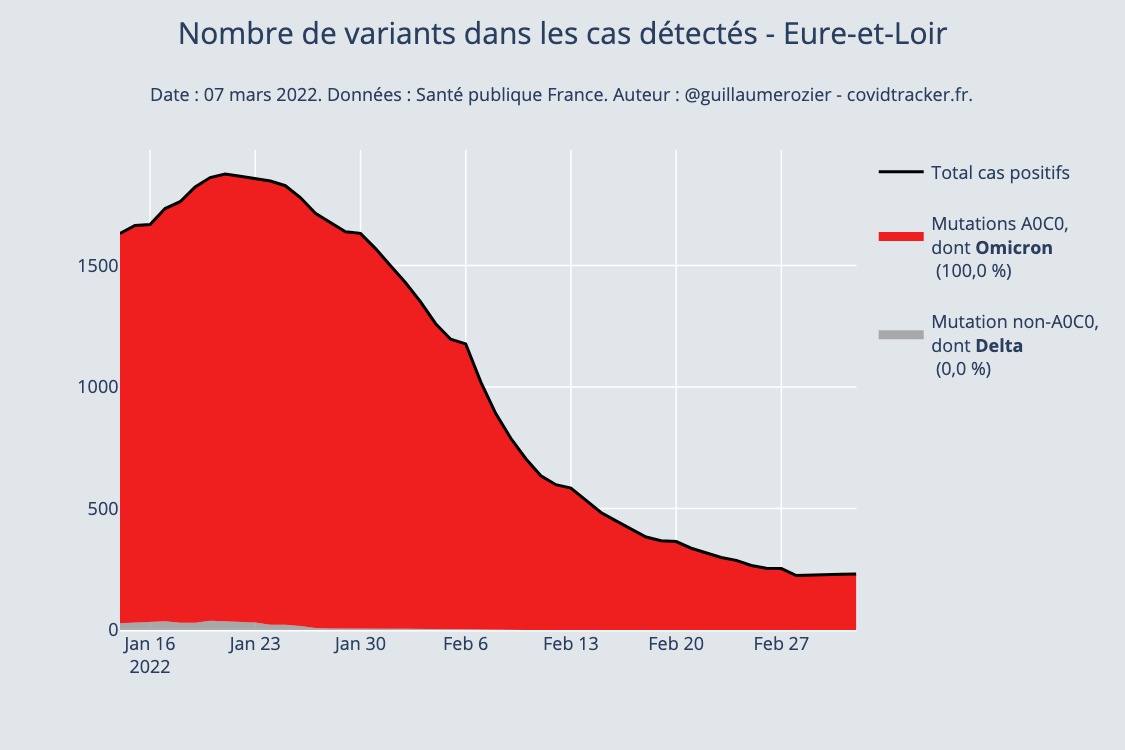 Nombre de variants dans les cas détectés - Eure-et-Loir
Date : 07 mars 2022. Données : Santé publique France. Auteur : @guillaumerozier - covidtracker.fr.
Total cas positifs
Mutations A0C0,
dont Omicron
(100,0 %)
Mutation non-A0C0,
dont Delta
(0,0 %)
1500
1000
500
0
Jan 16 Jan 23 Jan 30 Feb 6 Feb 13 Feb 20 Feb 27
2022